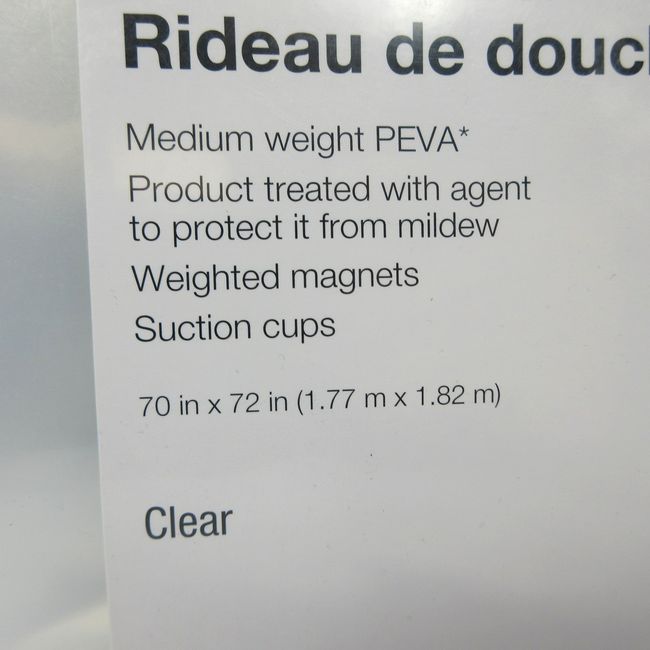 Rideau de douc
Medium weight PEVA*
Product treated with agent
to protect it from mildew
Weighted magnets
Suction cups
70 in x 72 in (1.77 m x 1.82 m)
Clear